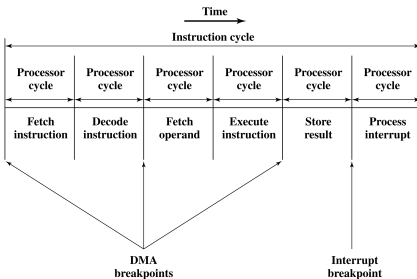 Time
Instruction cycle
Processor Processor Processor Processor Processor Processor
cycle cycle cycle cycle cycle cycle
Fetch Decode Fetch Execute Store Process
instruction instruction operand instruction result interrupt
DMA Interrupt
breakpoints breakpoint